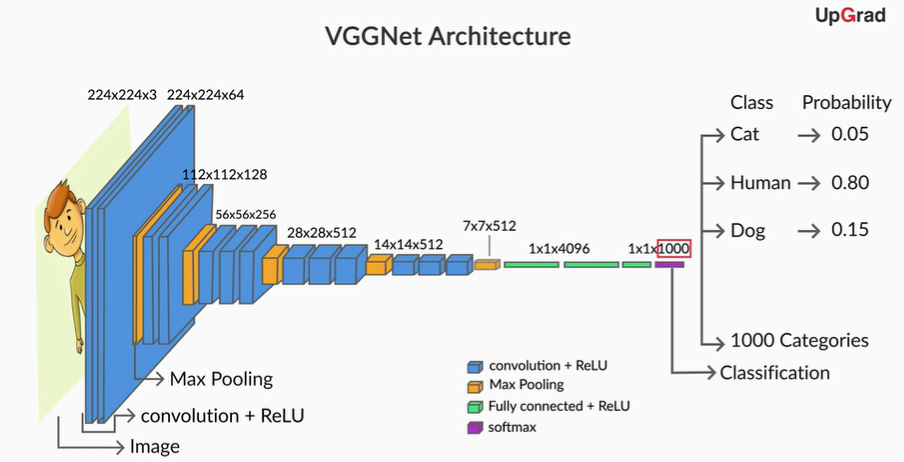 UpGrad
VGGNet Architecture
224x224x3
224x224x64
112x112x128
56x56x256
28x28x512
14x14x512
7x7x512
1x1x4096
1x1x1000
Class Probability
Cat 0.05
Human 0.80
Dog 0.15
1000 Categories
Classification
Max Pooling
convolution + ReLU
Image
convolution + ReLU
Max Pooling
Fully connected + ReLU
softmax